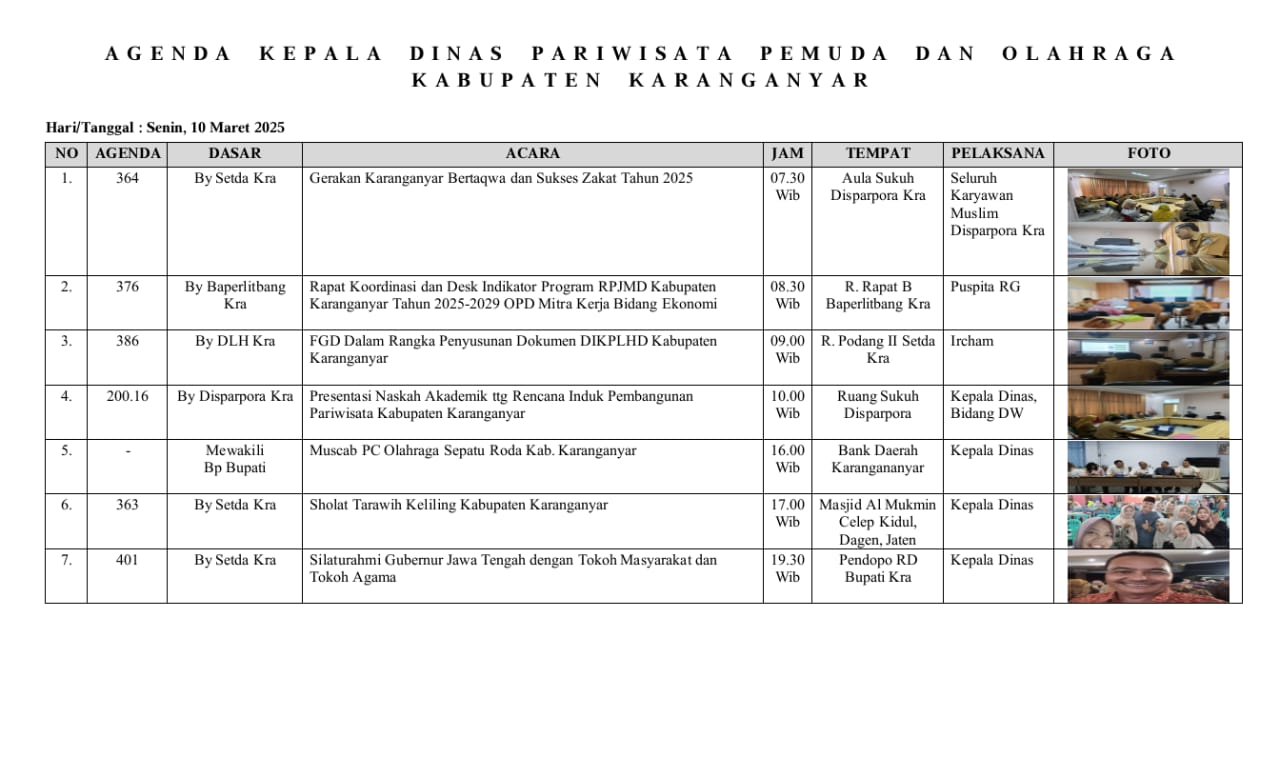 AGENDA KEPALA DINAS PARIWISATA PEMUDA DAN OLAHRAGA
KABUPATEN KARANGANYAR
Hari/Tanggal : Senin, 10 Maret 2025
NO AGENDA DASAR ACARA JAM TEMPAT PELAKSANA FOTO
1. 364 By Setda Kra Gerakan Karanganyar Bertaqwa dan Sukses Zakat Tahun 2025 07.30 Aula Sukuh Seluruh
Wib Disparpora Kra Karyawan
Muslim
Disparpora Kra
2. 376 By Baperlitbang Rapat Koordinasi dan Desk Indikator Program RPJMD Kabupaten 08.30 R. Rapat B Puspita RG
Kra Karanganyar Tahun 2025-2029 OPD Mitra Kerja Bidang Ekonomi Wib Baperlitbang Kra
3. 386 By DLH Kra FGD Dalam Rangka Penyusunan Dokumen DIKPLHD Kabupaten 09.00 R. Podang II Setda Ircham
Karanganyar Wib Kra
4. 200.16 By Disparpora Kra Presentasi Naskah Akademik ttg Rencana Induk Pembangunan 10.00 Ruang Sukuh Kepala Dinas,
Pariwisata Kabupaten Karanganyar Wib Disparpora Bidang DW
5. - Mewakili Muscab PC Olahraga Sepatu Roda Kab. Karanganyar 16.00 Bank Daerah Kepala Dinas
Bp Bupati Wib Karangananyar
6. 363 By Setda Kra Sholat Tarawih Keliling Kabupaten Karanganyar 17.00 Masjid Al Mukmin Kepala Dinas
Wib Celep Kidul,
Dagen, Jaten
7. 401 By Setda Kra Silaturahmi Gubernur Jawa Tengah dengan Tokoh Masyarakat dan 19.30 Pendopo RD Kepala Dinas
Tokoh Agama Wib Bupati Kra